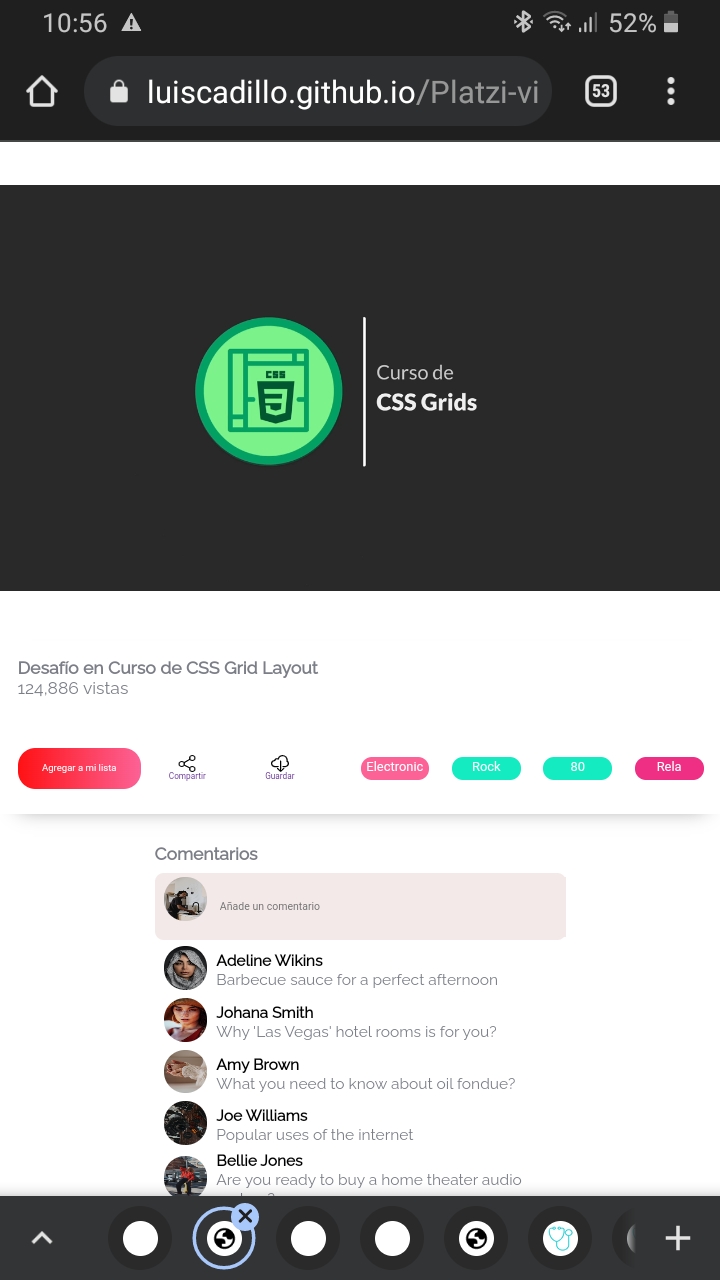 10:56
52%
luiscadillo.github.io/Platzi-vi
53
CSS
Curso de
CSS Grids
Desafío en Curso de CSS Grid Layout
124,886 vistas
Agregar a mi lista
Compartir
Guardar
Electronic
Rock
80
Rela
Comentarios
Añade un comentario
Adeline Wikins
Barbecue sauce for a perfect afternoon
Johana Smith
Why 'Las Vegas' hotel rooms is for you?
Amy Brown
What you need to know about oil fondue?
Joe Williams
Popular uses of the internet
Bellie Jones
Are you ready to buy a home theater audio